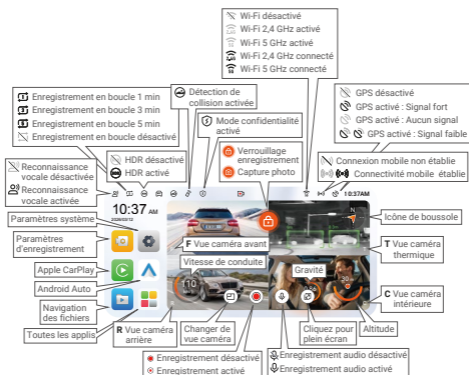 Wi-Fi désactivé
Wi-Fi 2,4 GHz activé
Wi-Fi 5 GHz activé
Wi-Fi 2,4 GHz connecté
Wi-Fi 5 GHz connecté
Enregistrement en boucle 1 min
Enregistrement en boucle 3 min
Enregistrement en boucle 5 min
Enregistrement en boucle désactivé
Détection de
collision activée
Mode confidentialité
activé
GPS désactivé
GPS activé : Signal fort
GPS activé : Aucun signal
GPS activé : Signal faible
Reconnaissance
vocale désactivée
Reconnaissance
vocale activée
HDR désactivé
HDR activé
Verrouillage
enregistrement
Capture photo
Connexion mobile non établie
Connectivité mobile établie
10:37AM
10:37 AM
Paramètres système
Paramètres
d'enregistrement
Apple CarPlay
Android Auto
Navigation
des fichiers
Toutes les applis
F Vue caméra avant
Vitesse de conduite
110
Gravité
Icône de boussole
T Vue caméra
thermique
C Vue caméra
intérieure
R Vue caméra
arrière
Changer de
vue caméra
Cliquez pour
plein écran
Altitude
Enregistrement désactivé
Enregistrement activé
Enregistrement audio désactivé
Enregistrement audio activé